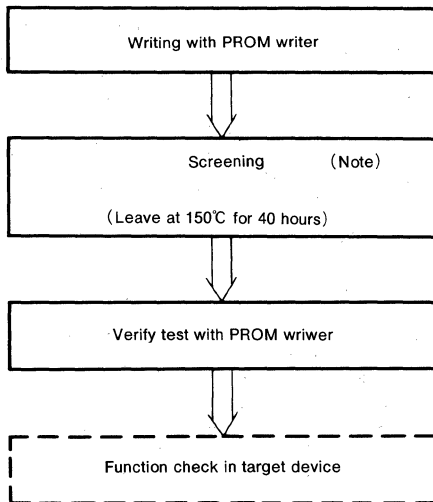 Writing with PROM writer
Screening (Note)
(Leave at 150℃ for 40 hours)
Verify test with PROM wriwer
Function check in target device